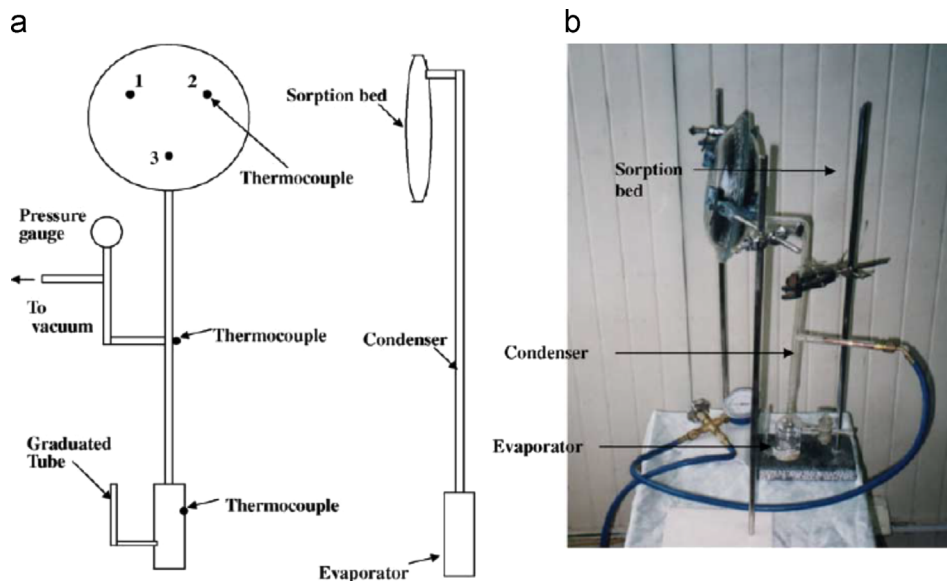 a
1
2
3
Thermocouple
Pressure
gauge
To
vacuum
Thermocouple
Graduated
Tube
Thermocouple
Sorption bed
Condenser
Evaporator
b
Sorption
bed
Condenser
Evaporator